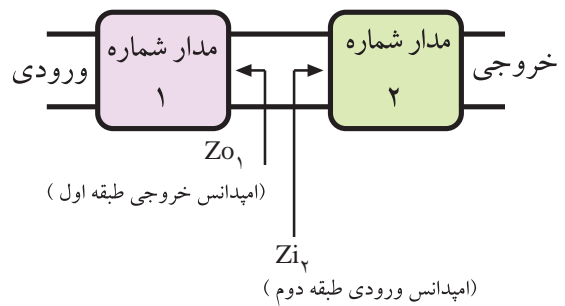 ورودی
مدار شماره
۱
مدار شماره
۲
خروجی
Zo۱
(امپدانس خروجی طبقه اول )
Zi۲
(امپدانس ورودی طبقه دوم )